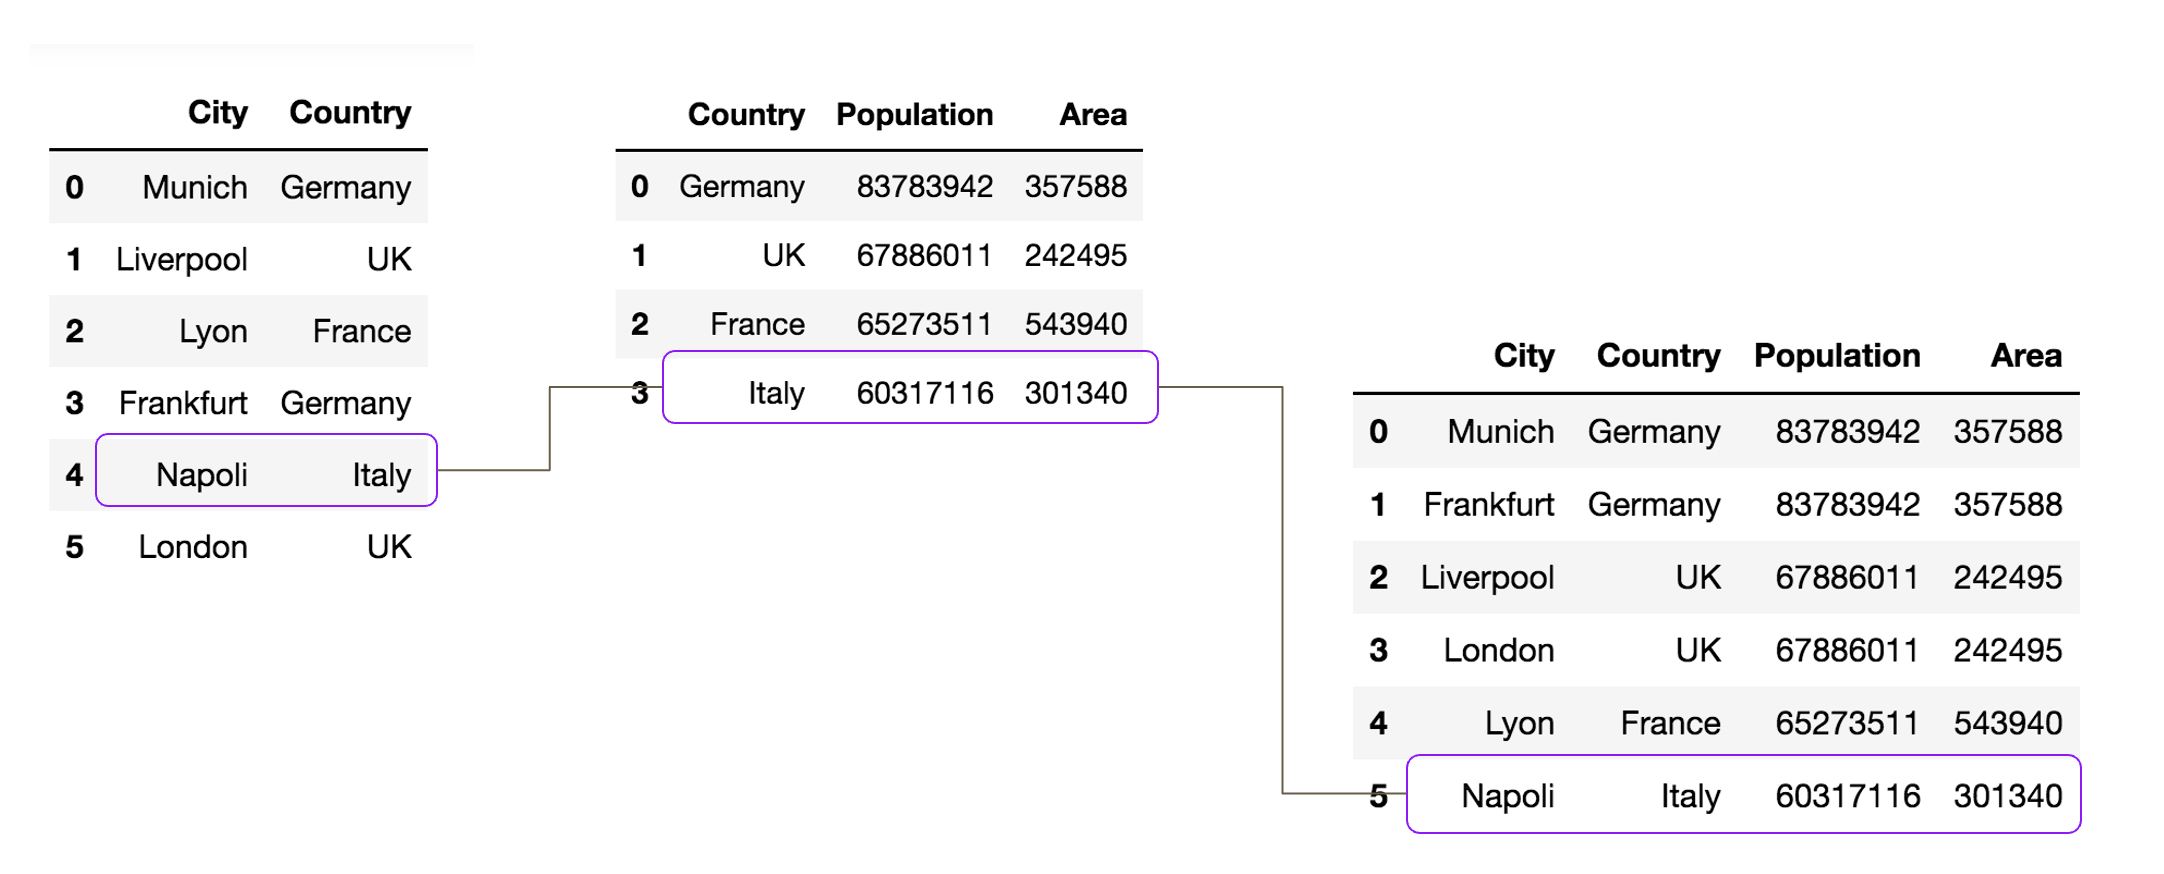 City Country
0 Munich Germany
1 Liverpool UK
2 Lyon France
3 Frankfurt Germany
4 Napoli Italy
5 London UK
Country Population Area
0 Germany 83783942 357588
1 UK 67886011 242495
2 France 65273511 543940
3 Italy 60317116 301340
City Country Population Area
0 Munich Germany 83783942 357588
1 Frankfurt Germany 83783942 357588
2 Liverpool UK 67886011 242495
3 London UK 67886011 242495
4 Lyon France 65273511 543940
5 Napoli Italy 60317116 301340